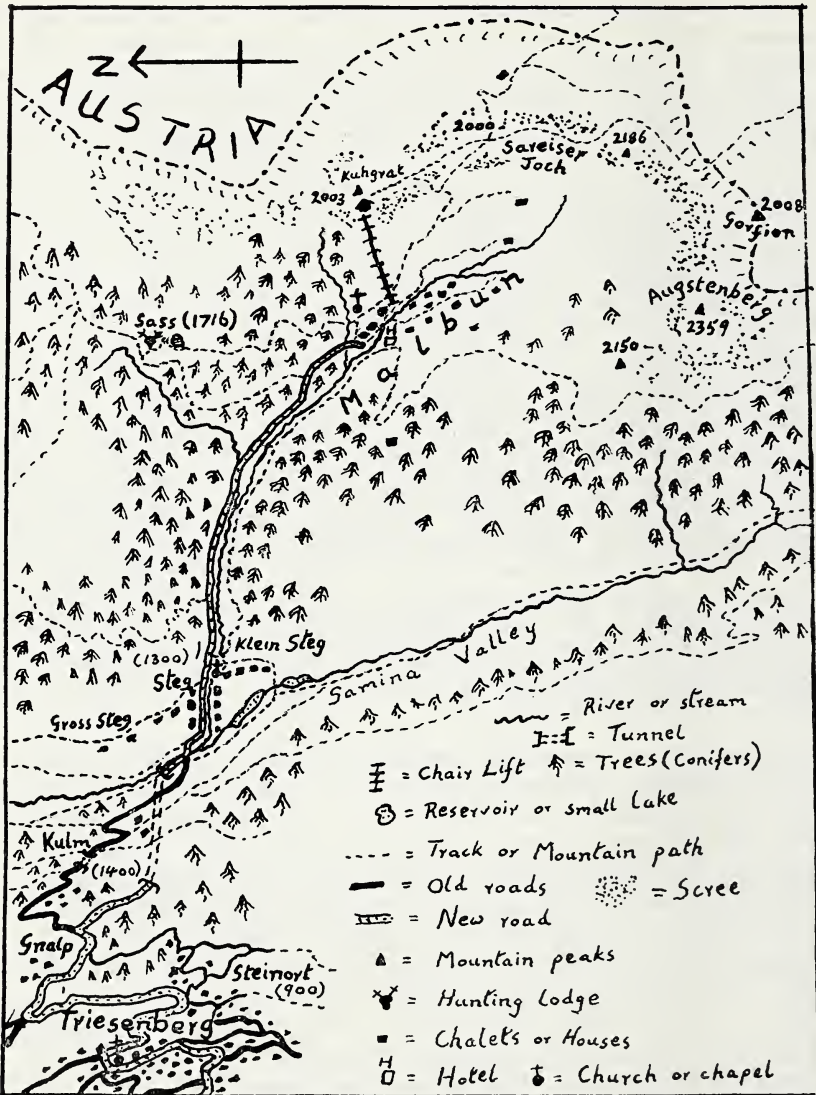 N
AUSTRIA
2000
Sareiser
Joch
2186
Kuhgrat
2003
2008
Gorfion
Augstenberg
2359
2150
Sass (1716)
Malbun
Klein Steg
(1300)
Steg
Gross Steg
Samina Valley
Kulm
(1400)
Gnalp
Steinort
(900)
Triesenberg
= River or stream
= Tunnel
= Chair Lift
= Trees (Conifers)
= Reservoir or small Lake
= Track or Mountain path
= Old roads
= Scree
= New road
= Mountain peaks
= Hunting Lodge
= Chalets or Houses
H
= Hotel
= Church or chapel